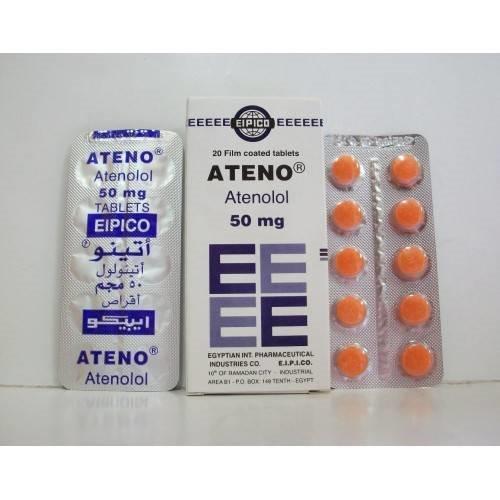 ATENO®
Atenolol
50 mg
TABLETS
EIPICO
أتينو®
أتينولول
٥٠ مجم
أقراص
ايبيكو
ATENO®
Atenolol
EEEEE EIPICO EEEEE
20 Film coated tablets
ATENO®
Atenolol
50 mg
EE
EE
EGYPTIAN INT. PHARMACEUTICAL
INDUSTRIES CO. E.I.P.I.CO.
10th OF RAMADAN CITY - INDUSTRIAL
AREA B1 - P.O. BOX: 149 TENTH - EGYPT